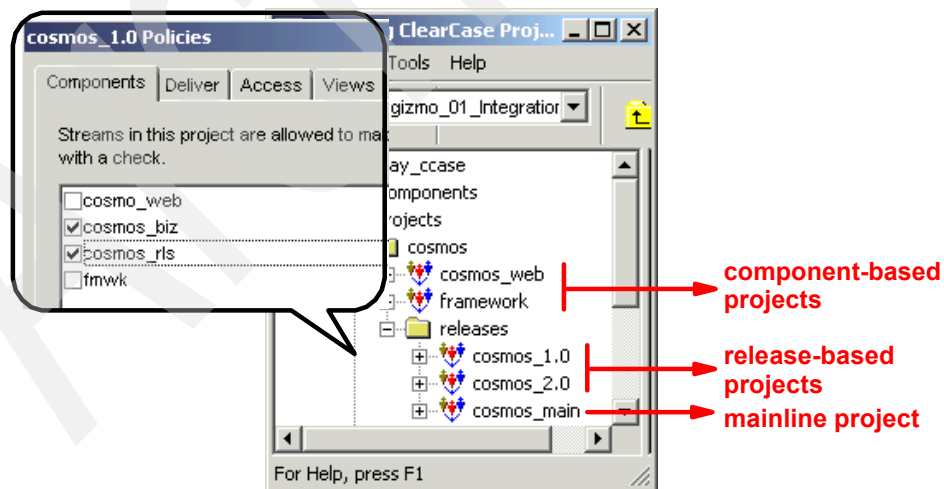 cosmos_1.0 Policies
Components Deliver Access Views
Streams in this project are allowed to
with a check.
cosmo_web
cosmos_biz
cosmos_rls
fmwk
ClearCase Proj...
Tools Help
gizmo_01_Integration
ay_ccase
omponents
rojects
cosmos
cosmos_web
framework
releases
cosmos_1.0
cosmos_2.0
cosmos_main
For Help, press F1
component-based
projects
release-based
projects
mainline project